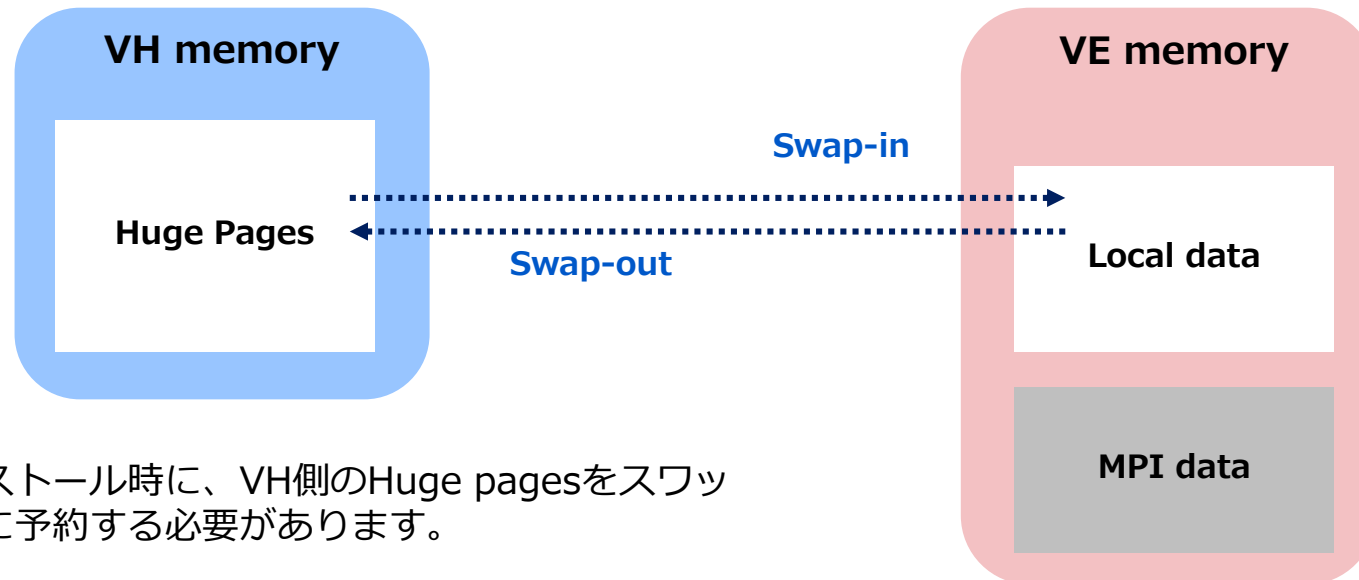 VH memory
VE memory
Swap-in
Huge Pages
Swap-out
Local data
MPI data
ストール時に、VH側のHuge pagesをスワッ
に予約する必要があります。